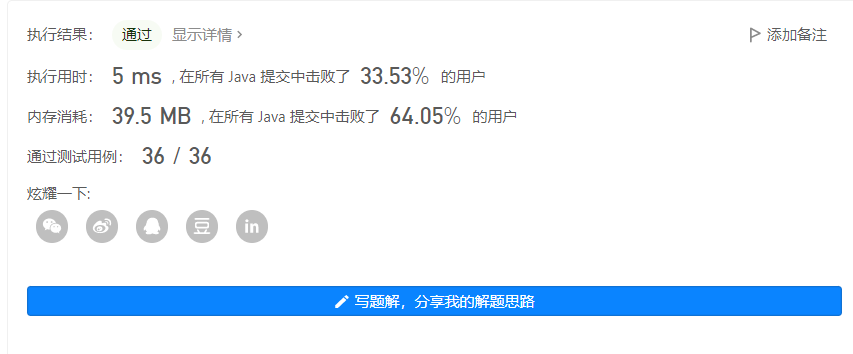 执行结果： 通过 显示详情 › 添加备注
执行用时： 5 ms , 在所有 Java 提交中击败了 33.53% 的用户
内存消耗： 39.5 MB , 在所有 Java 提交中击败了 64.05% 的用户
通过测试用例： 36 / 36
炫耀一下:
豆 in
写题解，分享我的解题思路